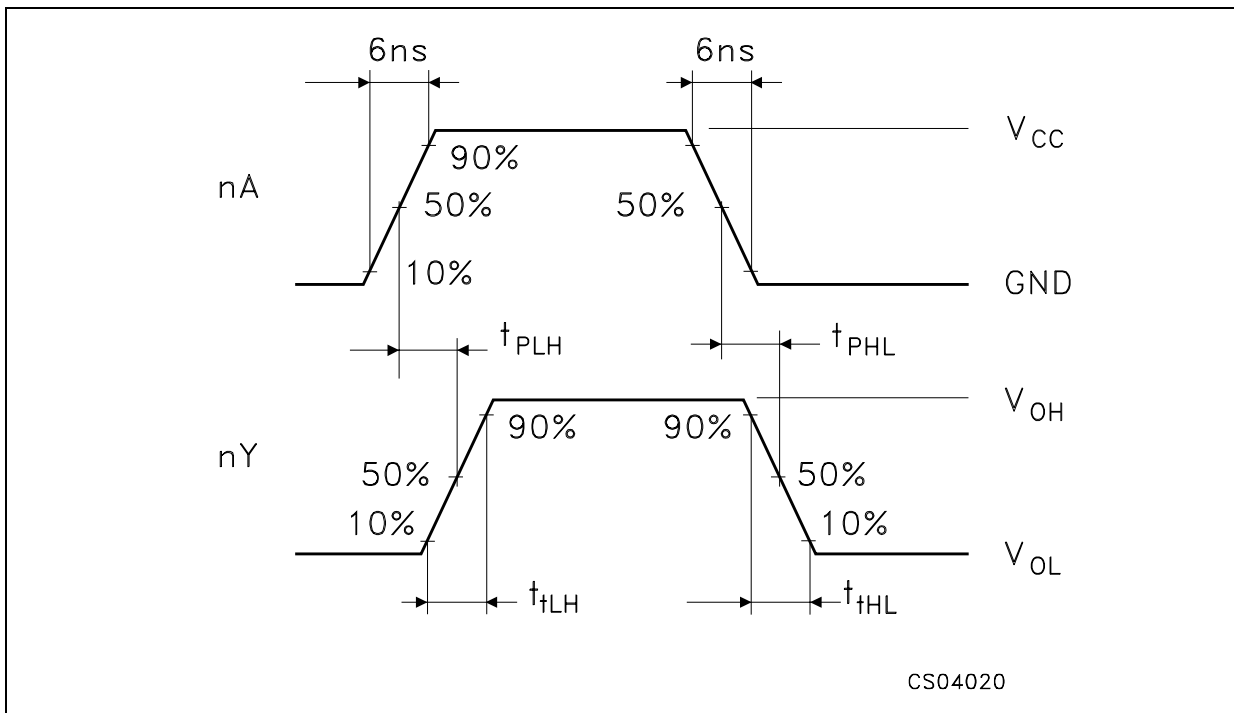 6ns 6ns
V_CC
90%
nA
50% 50%
10%
GND
t_PLH t_PHL
V_OH
90% 90%
nY
50% 50%
10% 10%
V_OL
t_tLH t_tHL
CS04020